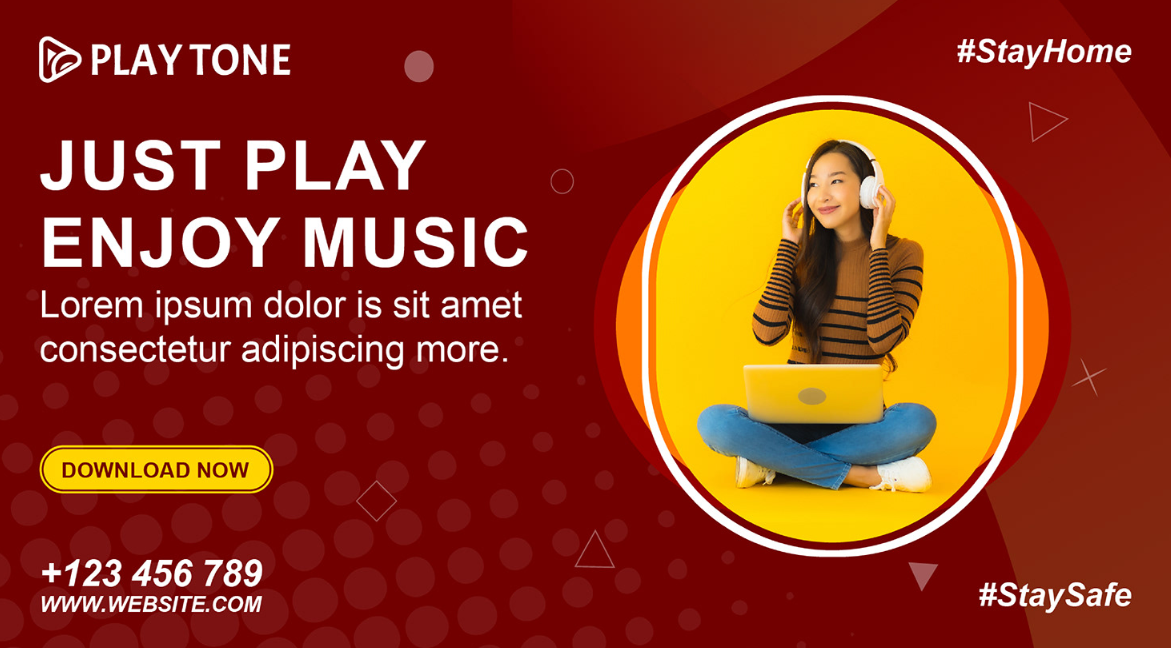 PLAY TONE
#StayHome
JUST PLAY
ENJOY MUSIC
Lorem ipsum dolor is sit amet
consectetur adipiscing more.
DOWNLOAD NOW
+123 456 789
WWW.WEBSITE.COM
#StaySafe